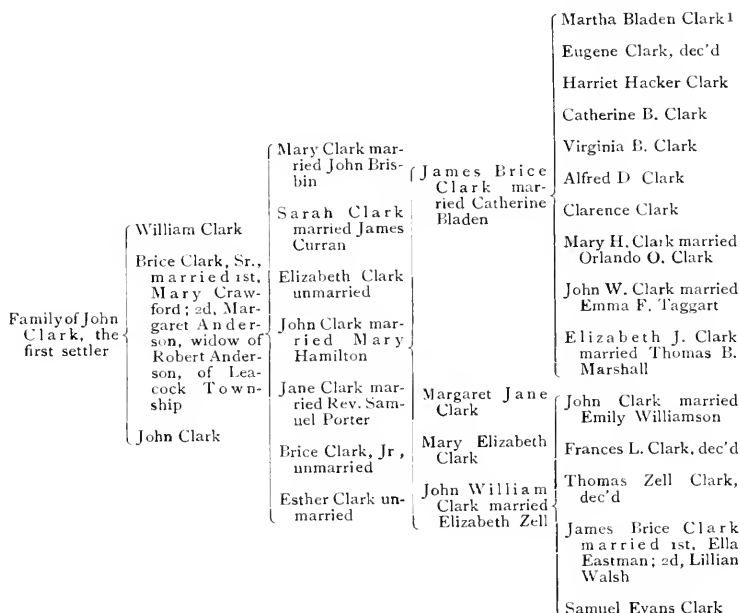 Family of John
Clark, the
first settler
William Clark
Brice Clark, Sr.,
married 1st,
Mary Craw-
ford; 2d, Mar-
garet Ander-
son, widow of
Robert Ander-
son, of Lea-
cock Town-
ship
John Clark
Mary Clark mar-
ried John Bris-
bin
Sarah Clark
married James
Curran
Elizabeth Clark
unmarried
John Clark mar-
ried Mary
Hamilton
Jane Clark mar-
ried Rev. Sam-
uel Porter
Brice Clark, Jr,
unmarried
Esther Clark un-
married
James Brice
Clark mar-
ried Catherine
Bladen
Margaret Jane
Clark
Mary Elizabeth
Clark
John William
Clark married
Elizabeth Zell
Martha Bladen Clark 1
Eugene Clark, dec'd
Harriet Hacker Clark
Catherine B. Clark
Virginia B. Clark
Alfred D Clark
Clarence Clark
Mary H. Clark married
Orlando O. Clark
John W. Clark married
Emma F. Taggart
Elizabeth J. Clark
married Thomas B.
Marshall
John Clark married
Emily Williamson
Frances L. Clark, dec'd
Thomas Zell Clark,
dec'd
James Brice Clark
married 1st, Ella
Eastman; 2d, Lillian
Walsh
Samuel Evans Clark